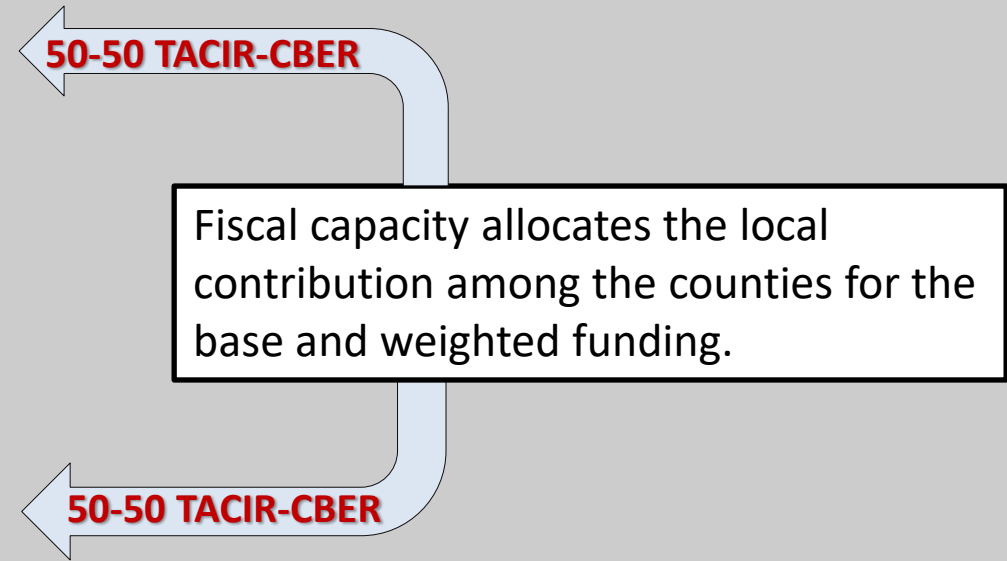 50-50 TACIR-CBER
Fiscal capacity allocates the local
contribution among the counties for the
base and weighted funding.
50-50 TACIR-CBER